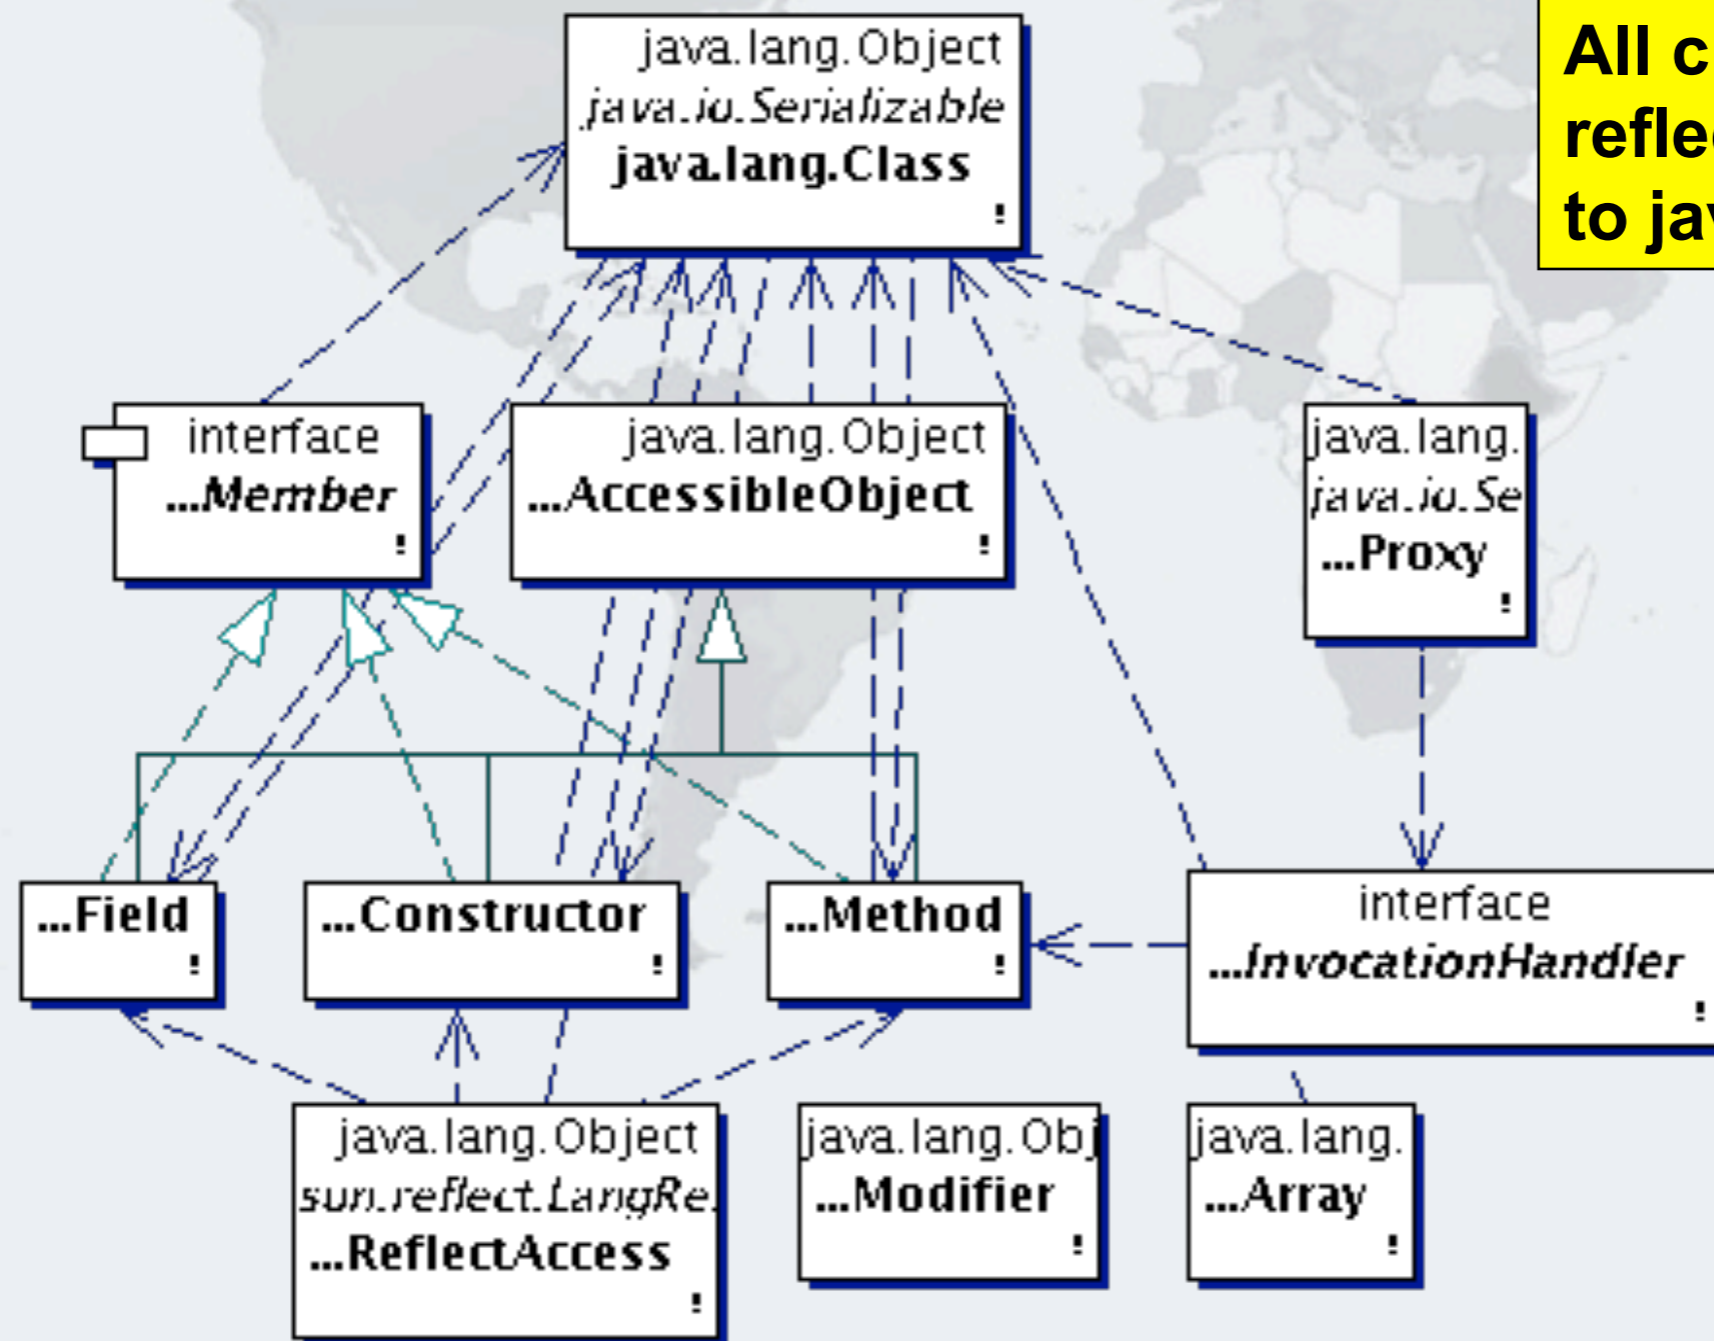 java.lang.Object
java.io.Serializable
java.lang.Class
!
All c
reflec
to jav
interface
...Member
!
java.lang.Object
...AccessibleObject
!
java.lang.
java.io.Se
...Proxy
!
...Field
!
...Constructor
!
...Method
!
interface
...InvocationHandler
!
java.lang.Object
sun.reflect.LangRe
...ReflectAccess
!
java.lang.Obj
...Modifier
!
java.lang.
...Array
!